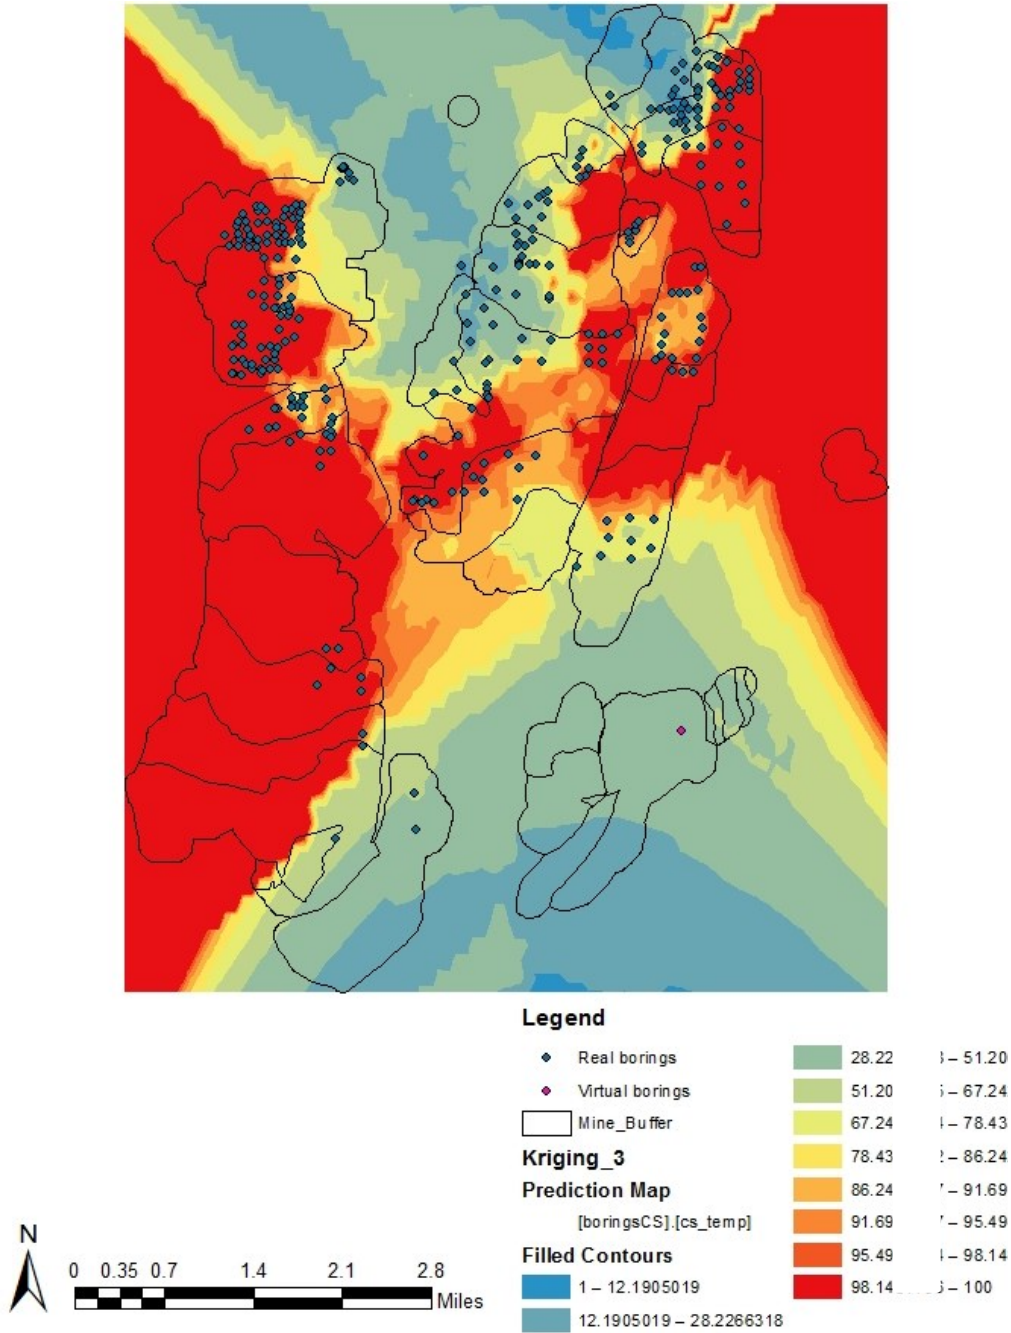 Legend
Real borings
Virtual borings
Mine_Buffer
Kriging_3
Prediction Map
[boringsCS].[cs_temp]
Filled Contours
1 – 12.1905019
12.1905019 – 28.2266318
28.22 – 51.20
51.20 – 67.24
67.24 – 78.43
78.43 – 86.24
86.24 – 91.69
91.69 – 95.49
95.49 – 98.14
98.14 – 100
N
0 0.35 0.7 1.4 2.1 2.8
Miles